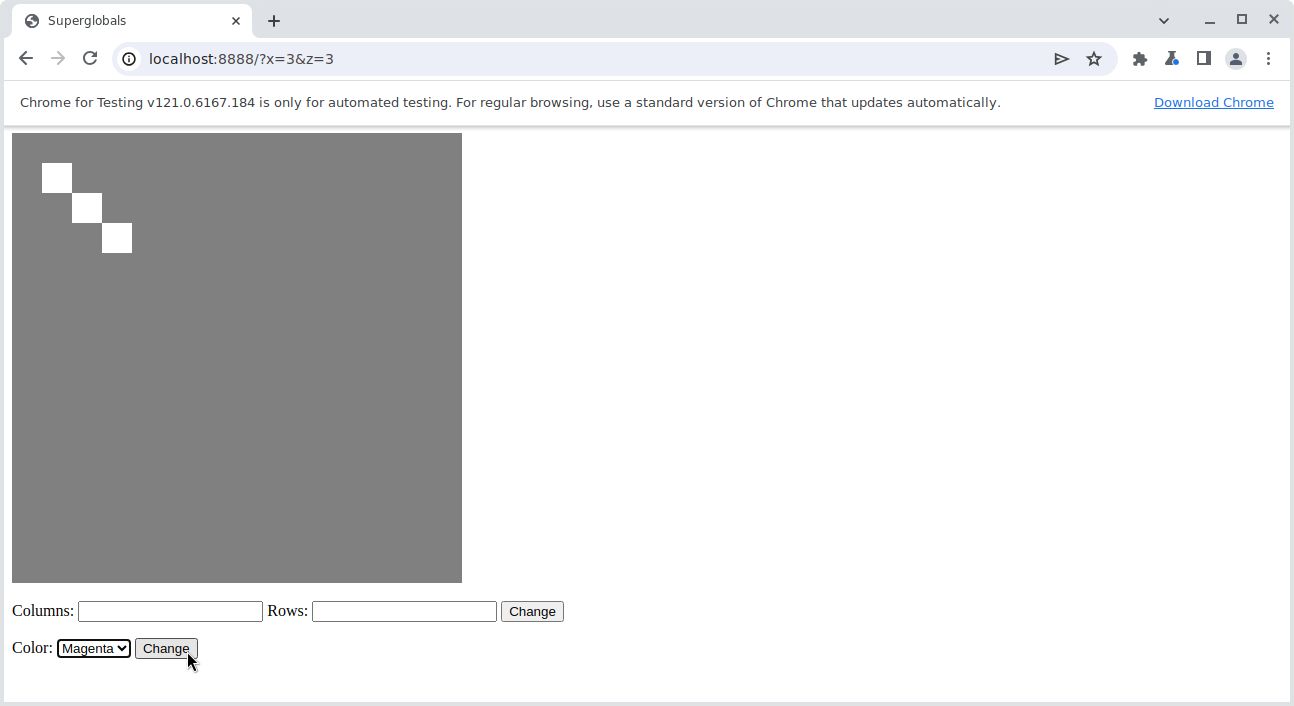 Superglobals
localhost:8888/?x=3&z=3
Chrome for Testing v121.0.6167.184 is only for automated testing. For regular browsing, use a standard version of Chrome that updates automatically. Download Chrome
Columns: Rows: Change
Color: Magenta Change